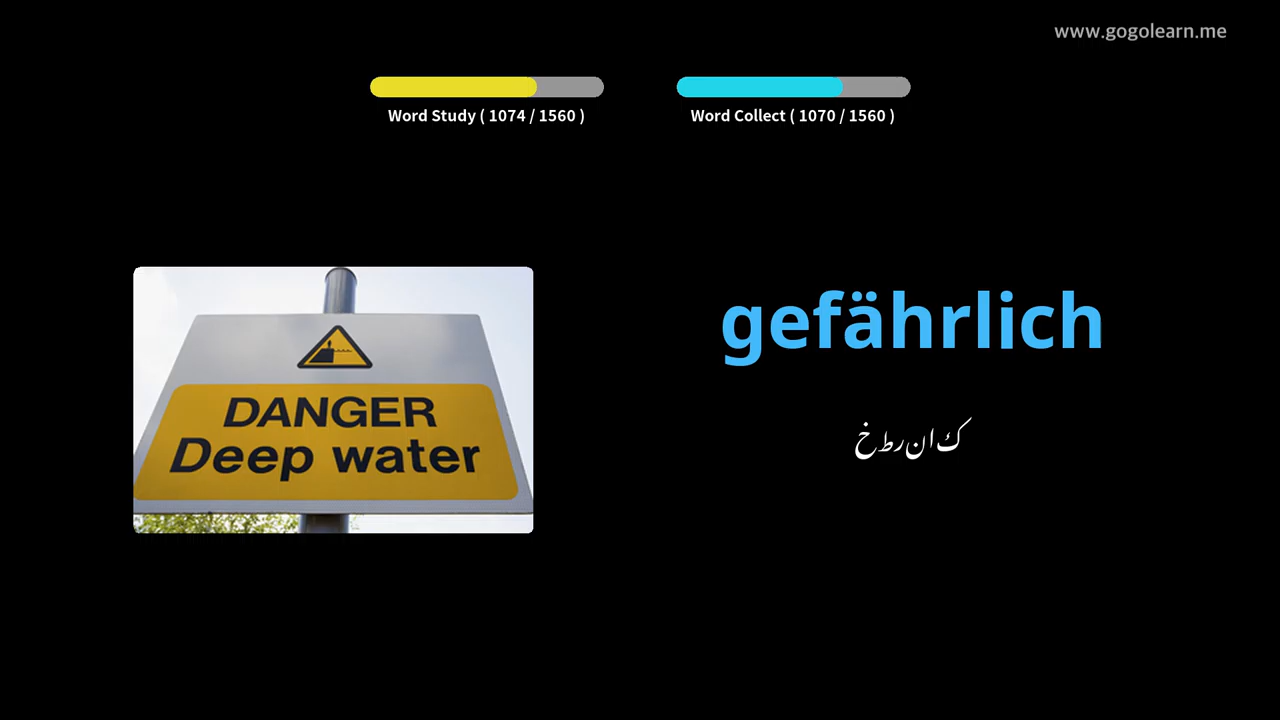 www.gogolearn.me
Word Study ( 1074 / 1560 )
Word Collect ( 1070 / 1560 )
DANGER
Deep water
gefährlich
خطرناک